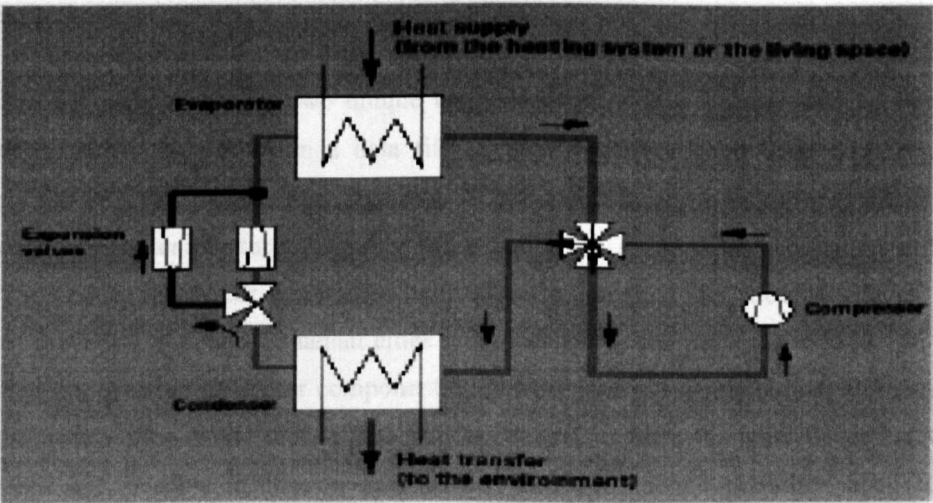 Heat supply
(from the heating system or the living space)
Evaporator
Expansion
values
Compressor
Condenser
Heat transfer
(to the environment)